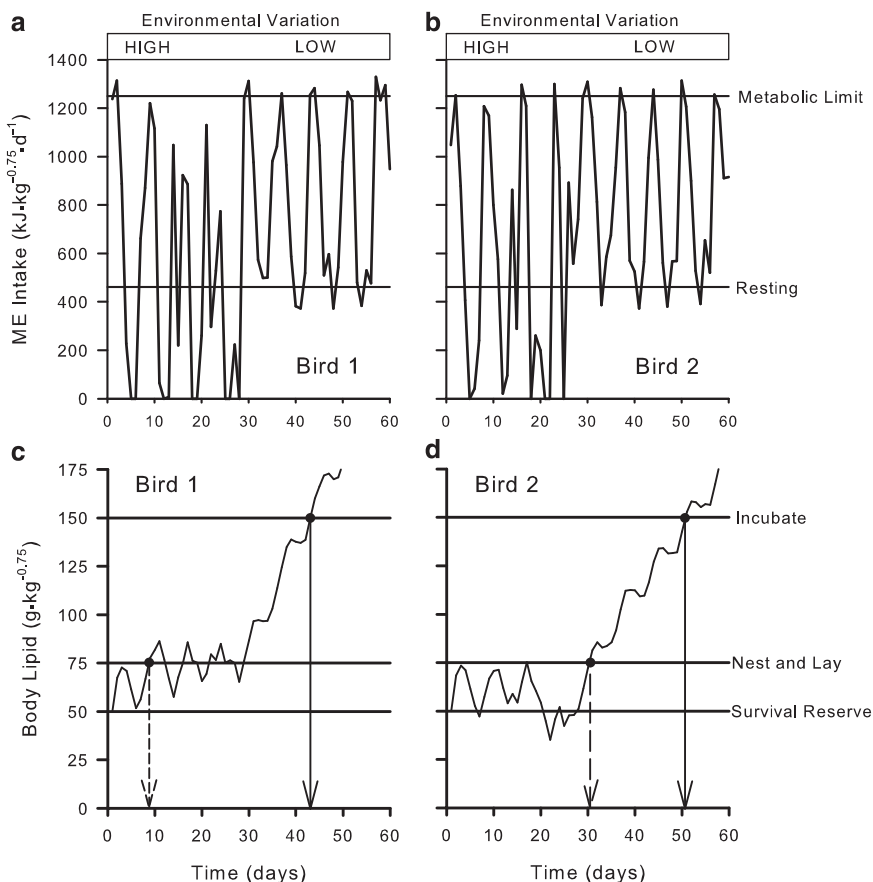 a
Environmental Variation
HIGH LOW
b
Environmental Variation
HIGH LOW
ME Intake (kJ•kg-0.75•d-1)
1400
1200
1000
800
600
400
200
0
Bird 1
0 10 20 30 40 50 60
Metabolic Limit
Resting
Bird 2
0 10 20 30 40 50 60
c
Body Lipid (g•kg-0.75)
175
150
125
100
75
50
25
0
Bird 1
0 10 20 30 40 50 60
Time (days)
d
Bird 2
Incubate
Nest and Lay
Survival Reserve
0 10 20 30 40 50 60
Time (days)